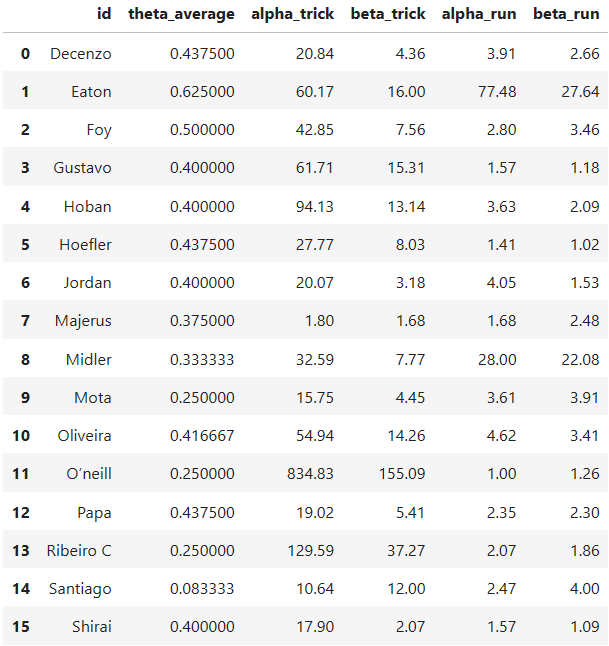 id theta_average alpha_trick beta_trick alpha_run beta_run
0 Decenzo 0.437500 20.84 4.36 3.91 2.66
1 Eaton 0.625000 60.17 16.00 77.48 27.64
2 Foy 0.500000 42.85 7.56 2.80 3.46
3 Gustavo 0.400000 61.71 15.31 1.57 1.18
4 Hoban 0.400000 94.13 13.14 3.63 2.09
5 Hoefler 0.437500 27.77 8.03 1.41 1.02
6 Jordan 0.400000 20.07 3.18 4.05 1.53
7 Majerus 0.375000 1.80 1.68 1.68 2.48
8 Midler 0.333333 32.59 7.77 28.00 22.08
9 Mota 0.250000 15.75 4.45 3.61 3.91
10 Oliveira 0.416667 54.94 14.26 4.62 3.41
11 O´neill 0.250000 834.83 155.09 1.00 1.26
12 Papa 0.437500 19.02 5.41 2.35 2.30
13 Ribeiro C 0.250000 129.59 37.27 2.07 1.86
14 Santiago 0.083333 10.64 12.00 2.47 4.00
15 Shirai 0.400000 17.90 2.07 1.57 1.09